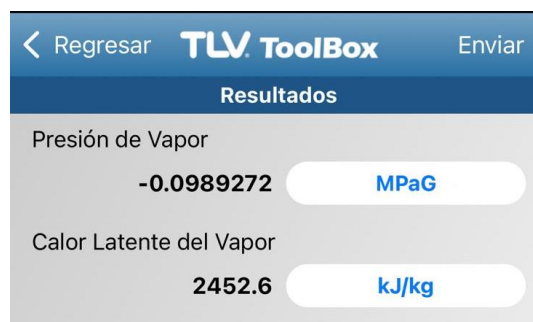 Regresar TLV. ToolBox Enviar
Resultados
Presión de Vapor
-0.0989272 MPaG
Calor Latente del Vapor
2452.6 kJ/kg